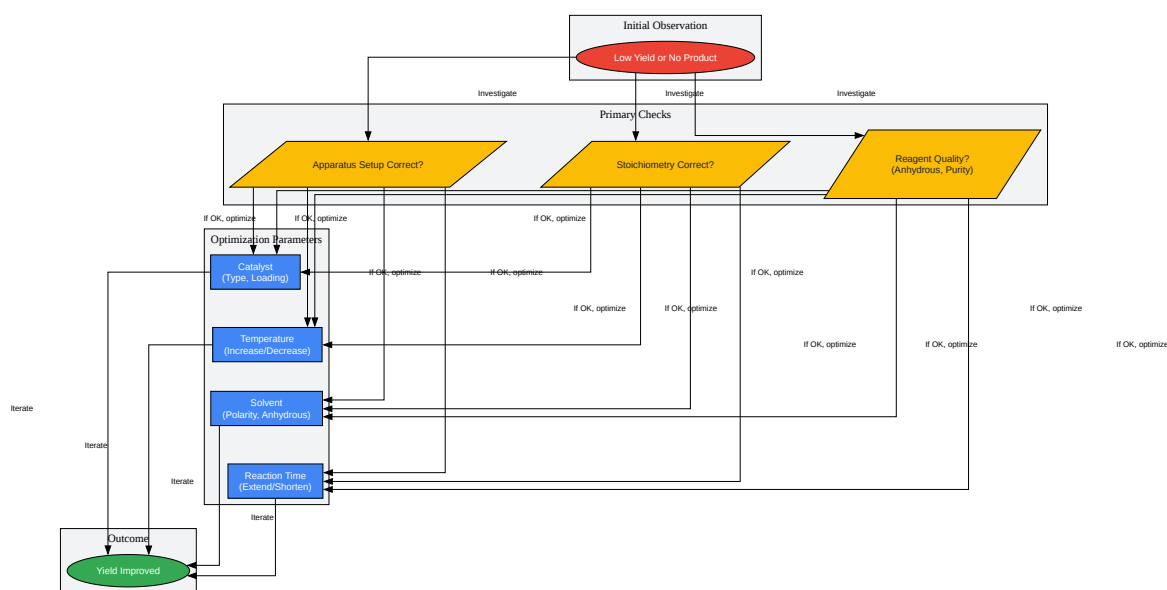 Initial Observation
Low Yield or No Product
Investigate
Investigate
Investigate
Primary Checks
Apparatus Setup Correct?
Stoichiometry Correct?
Reagent Quality?
(Anhydrous, Purity)
If OK, optimize
If OK, optimize
If OK, optimize
Optimization Parameters
Catalyst
(Type, Loading)
If OK, optimize
If OK, optimize
If OK, optimize
If OK, optimize
If OK, optimize
If OK, optimize
Temperature
(Increase/Decrease)
If OK, optimize
If OK, optimize
If OK, optimize
Solvent
(Polarity, Anhydrous)
Iterate
Iterate
Reaction Time
(Extend/Shorten)
Iterate
Iterate
Outcome
Yield Improved